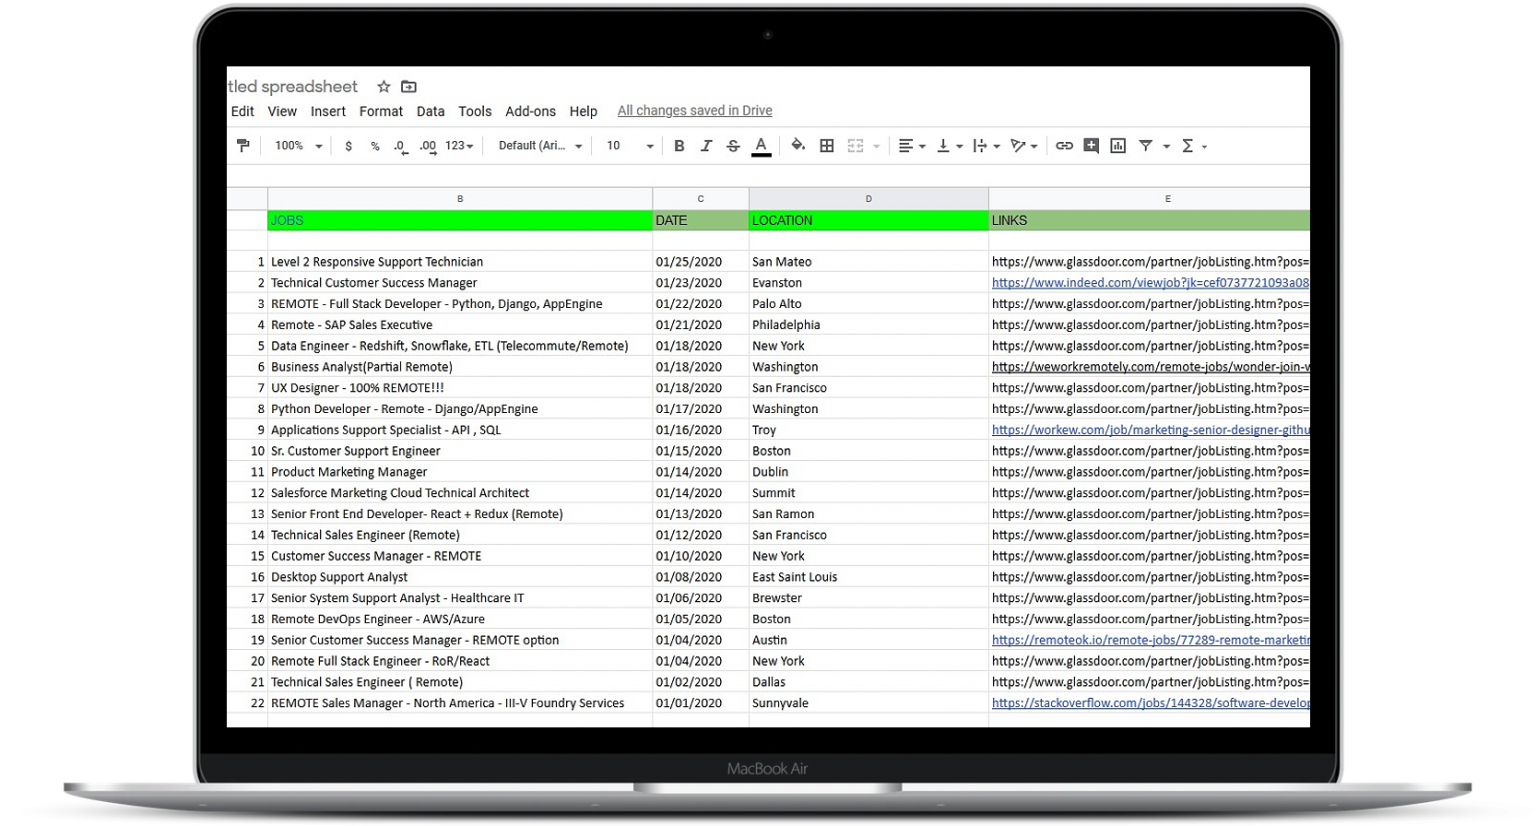 tled spreadsheet
Edit View Insert Format Data Tools Add-ons Help All changes saved in Drive
100% $ % .0 .00 123 Default (Ari... 10 B I S A
B C D E
JOBS DATE LOCATION LINKS
1 Level 2 Responsive Support Technician 01/25/2020 San Mateo https://www.glassdoor.com/partner/jobListing.htm?pos=
2 Technical Customer Success Manager 01/23/2020 Evanston https://www.indeed.com/viewjob?jk=cef0737721093a08
3 REMOTE - Full Stack Developer - Python, Django, AppEngine 01/22/2020 Palo Alto https://www.glassdoor.com/partner/jobListing.htm?pos=
4 Remote - SAP Sales Executive 01/21/2020 Philadelphia https://www.glassdoor.com/partner/jobListing.htm?pos=
5 Data Engineer - Redshift, Snowflake, ETL (Telecommute/Remote) 01/18/2020 New York https://www.glassdoor.com/partner/jobListing.htm?pos=
6 Business Analyst(Partial Remote) 01/18/2020 Washington https://weworkremotely.com/remote-jobs/wonder-join-w
7 UX Designer - 100% REMOTE!!! 01/18/2020 San Francisco https://www.glassdoor.com/partner/jobListing.htm?pos=
8 Python Developer - Remote - Django/AppEngine 01/17/2020 Washington https://www.glassdoor.com/partner/jobListing.htm?pos=
9 Applications Support Specialist - API , SQL 01/16/2020 Troy https://workew.com/job/marketing-senior-designer-githu
10 Sr. Customer Support Engineer 01/15/2020 Boston https://www.glassdoor.com/partner/jobListing.htm?pos=
11 Product Marketing Manager 01/14/2020 Dublin https://www.glassdoor.com/partner/jobListing.htm?pos=
12 Salesforce Marketing Cloud Technical Architect 01/14/2020 Summit https://www.glassdoor.com/partner/jobListing.htm?pos=
13 Senior Front End Developer- React + Redux (Remote) 01/13/2020 San Ramon https://www.glassdoor.com/partner/jobListing.htm?pos=
14 Technical Sales Engineer (Remote) 01/12/2020 San Francisco https://www.glassdoor.com/partner/jobListing.htm?pos=
15 Customer Success Manager - REMOTE 01/10/2020 New York https://www.glassdoor.com/partner/jobListing.htm?pos=
16 Desktop Support Analyst 01/08/2020 East Saint Louis https://www.glassdoor.com/partner/jobListing.htm?pos=
17 Senior System Support Analyst - Healthcare IT 01/06/2020 Brewster https://www.glassdoor.com/partner/jobListing.htm?pos=
18 Remote DevOps Engineer - AWS/Azure 01/05/2020 Boston https://www.glassdoor.com/partner/jobListing.htm?pos=
19 Senior Customer Success Manager - REMOTE option 01/04/2020 Austin https://remoteok.io/remote-jobs/77289-remote-marketin
20 Remote Full Stack Engineer - RoR/React 01/04/2020 New York https://www.glassdoor.com/partner/jobListing.htm?pos=
21 Technical Sales Engineer ( Remote) 01/02/2020 Dallas https://www.glassdoor.com/partner/jobListing.htm?pos=
22 REMOTE Sales Manager - North America - III-V Foundry Services 01/01/2020 Sunnyvale https://stackoverflow.com/jobs/144328/software-develop
MacBook Air